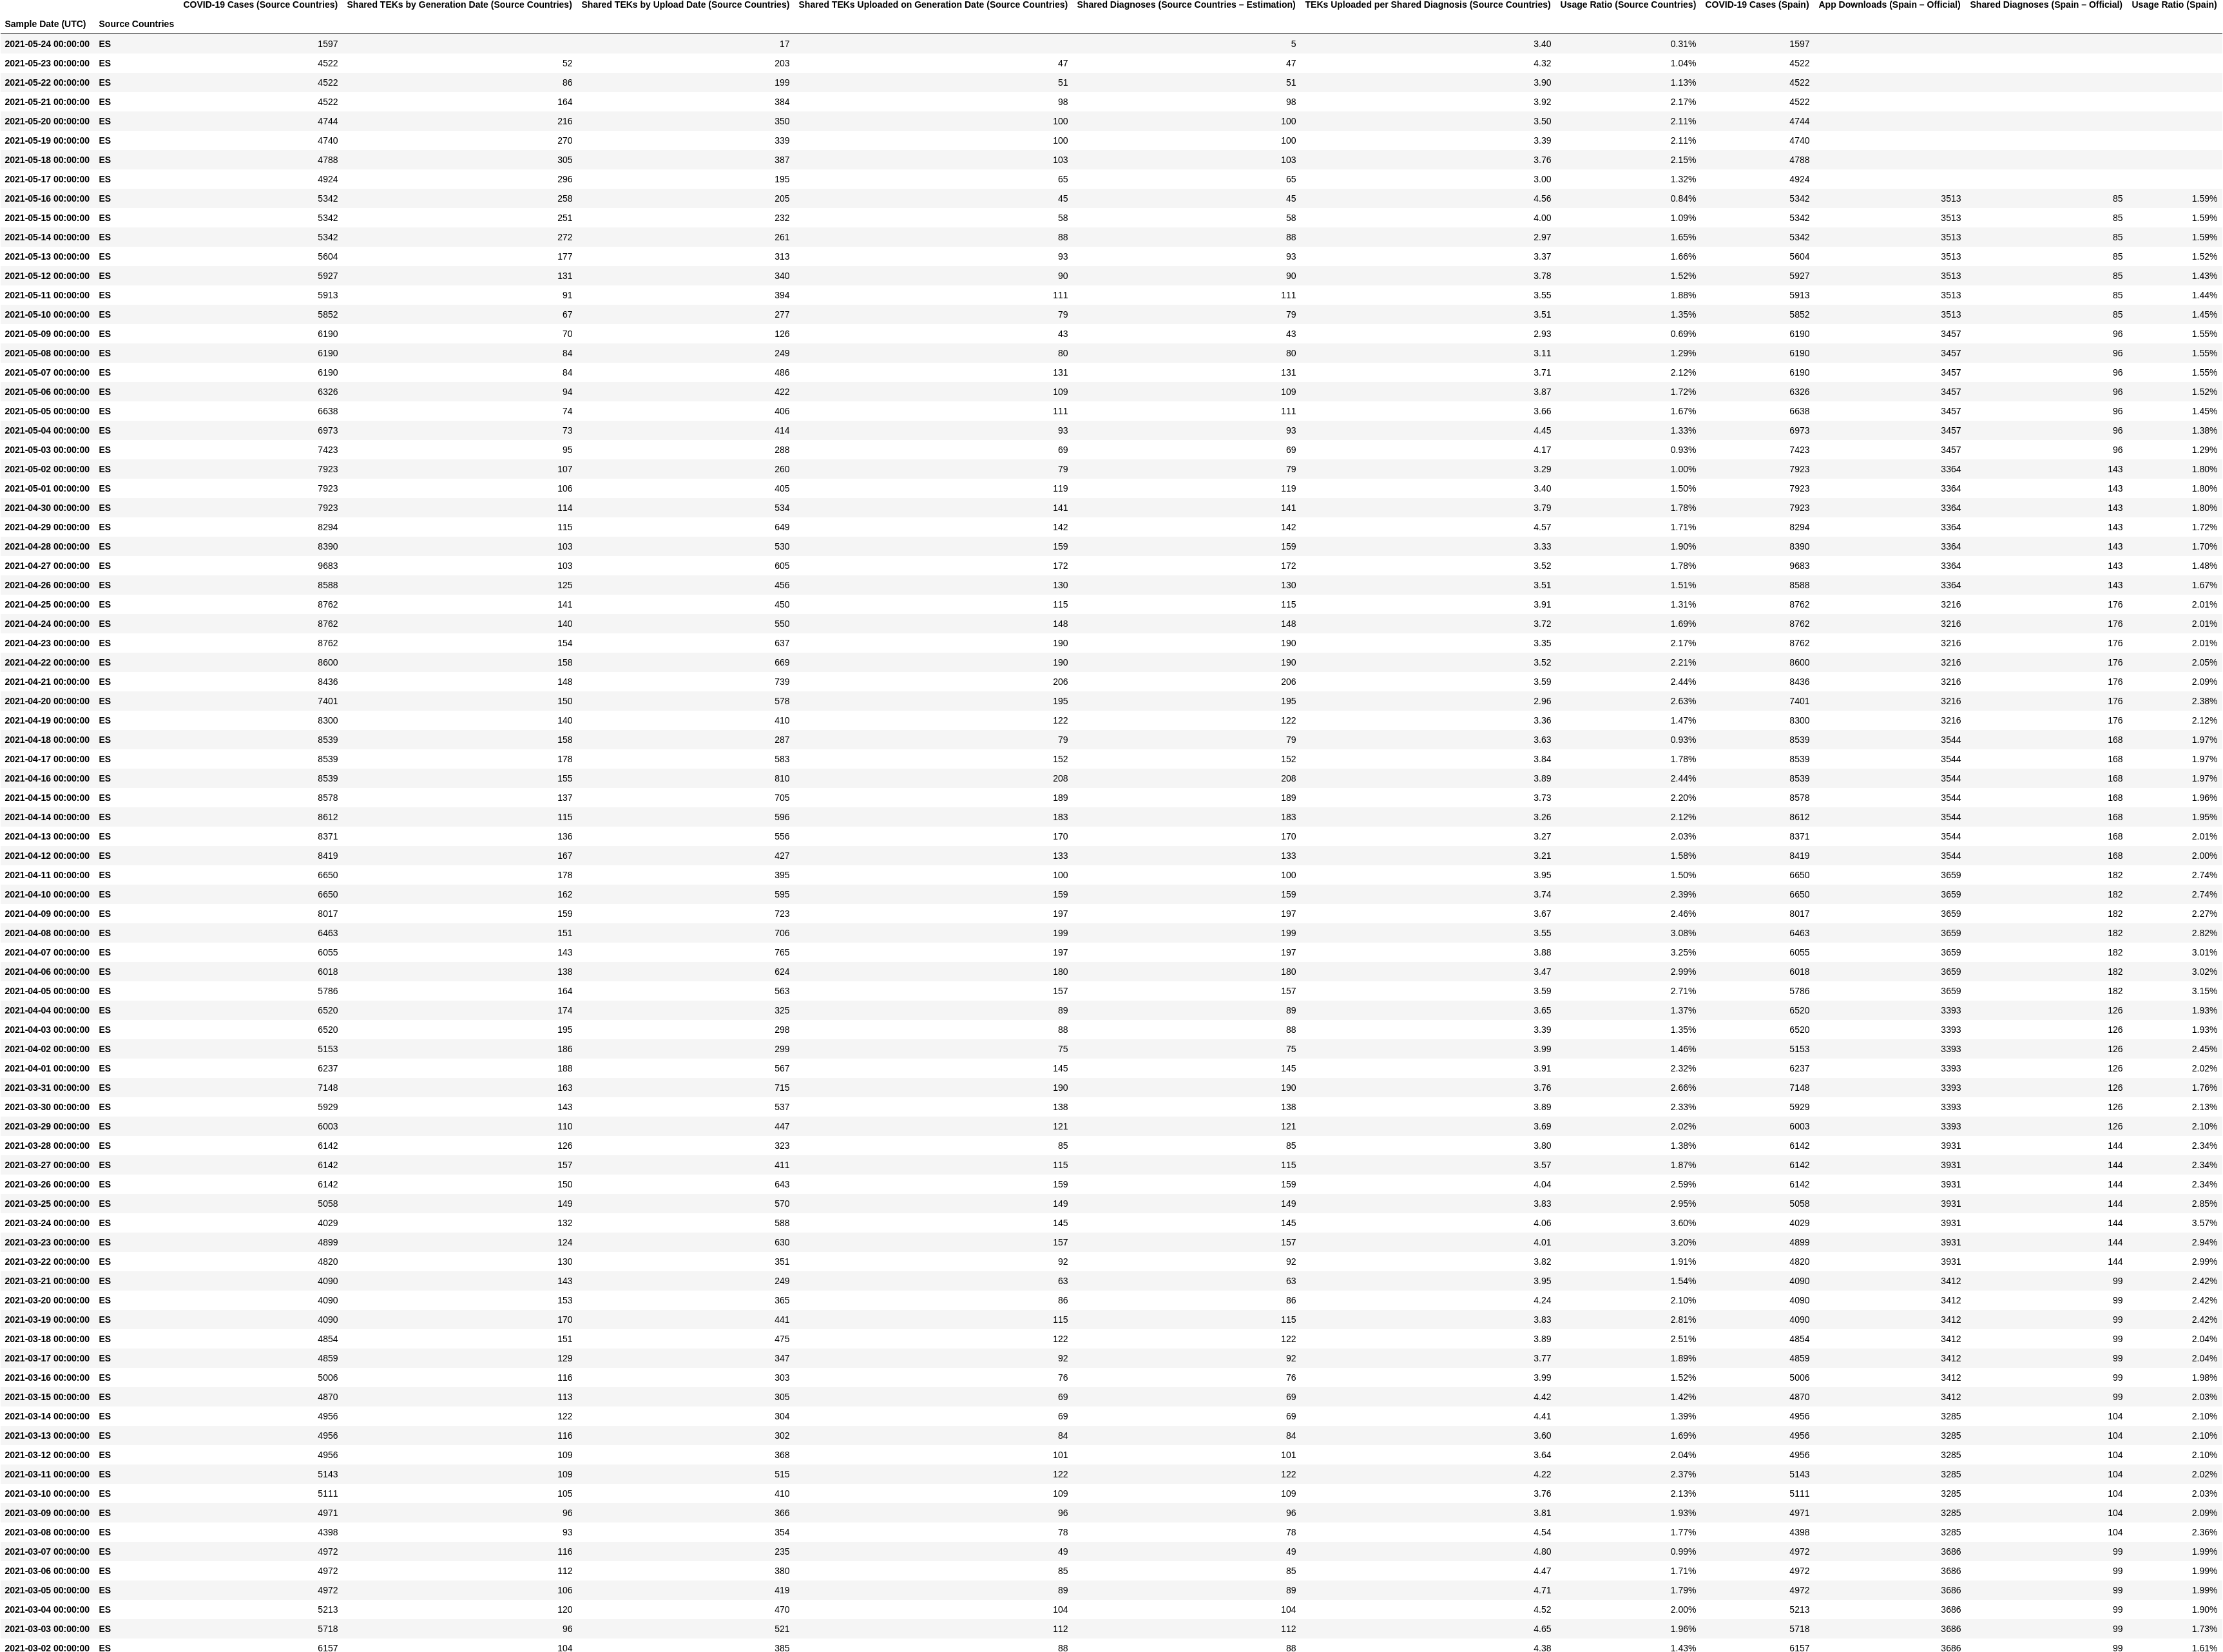 COVID-19 Cases (Source Countries) Shared TEKs by Generation Date (Source Countries) Shared TEKs by Upload Date (Source Countries) Shared TEKs Uploaded on Generation Date (Source Countries) Shared Diagnoses (Source Countries – Estimation) TEKs Uploaded per Shared Diagnosis (Source Countries) Usage Ratio (Source Countries) COVID-19 Cases (Spain) App Downloads (Spain – Official) Shared Diagnoses (Spain – Official) Usage Ratio (Spain)
Sample Date (UTC) Source Countries
2021-05-24 00:00:00 ES 1597 17 5 3.40 0.31% 1597
2021-05-23 00:00:00 ES 4522 52 203 47 47 4.32 1.04% 4522
2021-05-22 00:00:00 ES 4522 86 199 51 51 3.90 1.13% 4522
2021-05-21 00:00:00 ES 4522 164 384 98 98 3.92 2.17% 4522
2021-05-20 00:00:00 ES 4744 216 350 100 100 3.50 2.11% 4744
2021-05-19 00:00:00 ES 4740 270 339 100 100 3.39 2.11% 4740
2021-05-18 00:00:00 ES 4788 305 387 103 103 3.76 2.15% 4788
2021-05-17 00:00:00 ES 4924 296 195 65 65 3.00 1.32% 4924
2021-05-16 00:00:00 ES 5342 258 205 45 45 4.56 0.84% 5342 3513 85 1.59%
2021-05-15 00:00:00 ES 5342 251 232 58 58 4.00 1.09% 5342 3513 85 1.59%
2021-05-14 00:00:00 ES 5342 272 261 88 88 2.97 1.65% 5342 3513 85 1.59%
2021-05-13 00:00:00 ES 5604 177 313 93 93 3.37 1.66% 5604 3513 85 1.52%
2021-05-12 00:00:00 ES 5927 131 340 90 90 3.78 1.52% 5927 3513 85 1.43%
2021-05-11 00:00:00 ES 5913 91 394 111 111 3.55 1.88% 5913 3513 85 1.44%
2021-05-10 00:00:00 ES 5852 67 277 79 79 3.51 1.35% 5852 3513 85 1.45%
2021-05-09 00:00:00 ES 6190 70 126 43 43 2.93 0.69% 6190 3457 96 1.55%
2021-05-08 00:00:00 ES 6190 84 249 80 80 3.11 1.29% 6190 3457 96 1.55%
2021-05-07 00:00:00 ES 6190 84 486 131 131 3.71 2.12% 6190 3457 96 1.55%
2021-05-06 00:00:00 ES 6326 94 422 109 109 3.87 1.72% 6326 3457 96 1.52%
2021-05-05 00:00:00 ES 6638 74 406 111 111 3.66 1.67% 6638 3457 96 1.45%
2021-05-04 00:00:00 ES 6973 73 414 93 93 4.45 1.33% 6973 3457 96 1.38%
2021-05-03 00:00:00 ES 7423 95 288 69 69 4.17 0.93% 7423 3457 96 1.29%
2021-05-02 00:00:00 ES 7923 107 260 79 79 3.29 1.00% 7923 3364 143 1.80%
2021-05-01 00:00:00 ES 7923 106 405 119 119 3.40 1.50% 7923 3364 143 1.80%
2021-04-30 00:00:00 ES 7923 114 534 141 141 3.79 1.78% 7923 3364 143 1.80%
2021-04-29 00:00:00 ES 8294 115 649 142 142 4.57 1.71% 8294 3364 143 1.72%
2021-04-28 00:00:00 ES 8390 103 530 159 159 3.33 1.90% 8390 3364 143 1.70%
2021-04-27 00:00:00 ES 9683 103 605 172 172 3.52 1.78% 9683 3364 143 1.48%
2021-04-26 00:00:00 ES 8588 125 456 130 130 3.51 1.51% 8588 3364 143 1.67%
2021-04-25 00:00:00 ES 8762 141 450 115 115 3.91 1.31% 8762 3216 176 2.01%
2021-04-24 00:00:00 ES 8762 140 550 148 148 3.72 1.69% 8762 3216 176 2.01%
2021-04-23 00:00:00 ES 8762 154 637 190 190 3.35 2.17% 8762 3216 176 2.01%
2021-04-22 00:00:00 ES 8600 158 669 190 190 3.52 2.21% 8600 3216 176 2.05%
2021-04-21 00:00:00 ES 8436 148 739 206 206 3.59 2.44% 8436 3216 176 2.09%
2021-04-20 00:00:00 ES 7401 150 578 195 195 2.96 2.63% 7401 3216 176 2.38%
2021-04-19 00:00:00 ES 8300 140 410 122 122 3.36 1.47% 8300 3216 176 2.12%
2021-04-18 00:00:00 ES 8539 158 287 79 79 3.63 0.93% 8539 3544 168 1.97%
2021-04-17 00:00:00 ES 8539 178 583 152 152 3.84 1.78% 8539 3544 168 1.97%
2021-04-16 00:00:00 ES 8539 155 810 208 208 3.89 2.44% 8539 3544 168 1.97%
2021-04-15 00:00:00 ES 8578 137 705 189 189 3.73 2.20% 8578 3544 168 1.96%
2021-04-14 00:00:00 ES 8612 115 596 183 183 3.26 2.12% 8612 3544 168 1.95%
2021-04-13 00:00:00 ES 8371 136 556 170 170 3.27 2.03% 8371 3544 168 2.01%
2021-04-12 00:00:00 ES 8419 167 427 133 133 3.21 1.58% 8419 3544 168 2.00%
2021-04-11 00:00:00 ES 6650 178 395 100 100 3.95 1.50% 6650 3659 182 2.74%
2021-04-10 00:00:00 ES 6650 162 595 159 159 3.74 2.39% 6650 3659 182 2.74%
2021-04-09 00:00:00 ES 8017 159 723 197 197 3.67 2.46% 8017 3659 182 2.27%
2021-04-08 00:00:00 ES 6463 151 706 199 199 3.55 3.08% 6463 3659 182 2.82%
2021-04-07 00:00:00 ES 6055 143 765 197 197 3.88 3.25% 6055 3659 182 3.01%
2021-04-06 00:00:00 ES 6018 138 624 180 180 3.47 2.99% 6018 3659 182 3.02%
2021-04-05 00:00:00 ES 5786 164 563 157 157 3.59 2.71% 5786 3659 182 3.15%
2021-04-04 00:00:00 ES 6520 174 325 89 89 3.65 1.37% 6520 3393 126 1.93%
2021-04-03 00:00:00 ES 6520 195 298 88 88 3.39 1.35% 6520 3393 126 1.93%
2021-04-02 00:00:00 ES 5153 186 299 75 75 3.99 1.46% 5153 3393 126 2.45%
2021-04-01 00:00:00 ES 6237 188 567 145 145 3.91 2.32% 6237 3393 126 2.02%
2021-03-31 00:00:00 ES 7148 163 715 190 190 3.76 2.66% 7148 3393 126 1.76%
2021-03-30 00:00:00 ES 5929 143 537 138 138 3.89 2.33% 5929 3393 126 2.13%
2021-03-29 00:00:00 ES 6003 110 447 121 121 3.69 2.02% 6003 3393 126 2.10%
2021-03-28 00:00:00 ES 6142 126 323 85 85 3.80 1.38% 6142 3931 144 2.34%
2021-03-27 00:00:00 ES 6142 157 411 115 115 3.57 1.87% 6142 3931 144 2.34%
2021-03-26 00:00:00 ES 6142 150 643 159 159 4.04 2.59% 6142 3931 144 2.34%
2021-03-25 00:00:00 ES 5058 149 570 149 149 3.83 2.95% 5058 3931 144 2.85%
2021-03-24 00:00:00 ES 4029 132 588 145 145 4.06 3.60% 4029 3931 144 3.57%
2021-03-23 00:00:00 ES 4899 124 630 157 157 4.01 3.20% 4899 3931 144 2.94%
2021-03-22 00:00:00 ES 4820 130 351 92 92 3.82 1.91% 4820 3931 144 2.99%
2021-03-21 00:00:00 ES 4090 143 249 63 63 3.95 1.54% 4090 3412 99 2.42%
2021-03-20 00:00:00 ES 4090 153 365 86 86 4.24 2.10% 4090 3412 99 2.42%
2021-03-19 00:00:00 ES 4090 170 441 115 115 3.83 2.81% 4090 3412 99 2.42%
2021-03-18 00:00:00 ES 4854 151 475 122 122 3.89 2.51% 4854 3412 99 2.04%
2021-03-17 00:00:00 ES 4859 129 347 92 92 3.77 1.89% 4859 3412 99 2.04%
2021-03-16 00:00:00 ES 5006 116 303 76 76 3.99 1.52% 5006 3412 99 1.98%
2021-03-15 00:00:00 ES 4870 113 305 69 69 4.42 1.42% 4870 3412 99 2.03%
2021-03-14 00:00:00 ES 4956 122 304 69 69 4.41 1.39% 4956 3285 104 2.10%
2021-03-13 00:00:00 ES 4956 116 302 84 84 3.60 1.69% 4956 3285 104 2.10%
2021-03-12 00:00:00 ES 4956 109 368 101 101 3.64 2.04% 4956 3285 104 2.10%
2021-03-11 00:00:00 ES 5143 109 515 122 122 4.22 2.37% 5143 3285 104 2.02%
2021-03-10 00:00:00 ES 5111 105 410 109 109 3.76 2.13% 5111 3285 104 2.03%
2021-03-09 00:00:00 ES 4971 96 366 96 96 3.81 1.93% 4971 3285 104 2.09%
2021-03-08 00:00:00 ES 4398 93 354 78 78 4.54 1.77% 4398 3285 104 2.36%
2021-03-07 00:00:00 ES 4972 116 235 49 49 4.80 0.99% 4972 3686 99 1.99%
2021-03-06 00:00:00 ES 4972 112 380 85 85 4.47 1.71% 4972 3686 99 1.99%
2021-03-05 00:00:00 ES 4972 106 419 89 89 4.71 1.79% 4972 3686 99 1.99%
2021-03-04 00:00:00 ES 5213 120 470 104 104 4.52 2.00% 5213 3686 99 1.90%
2021-03-03 00:00:00 ES 5718 96 521 112 112 4.65 1.96% 5718 3686 99 1.73%
2021-03-02 00:00:00 ES 6157 104 385 88 88 4.38 1.43% 6157 3686 99 1.61%